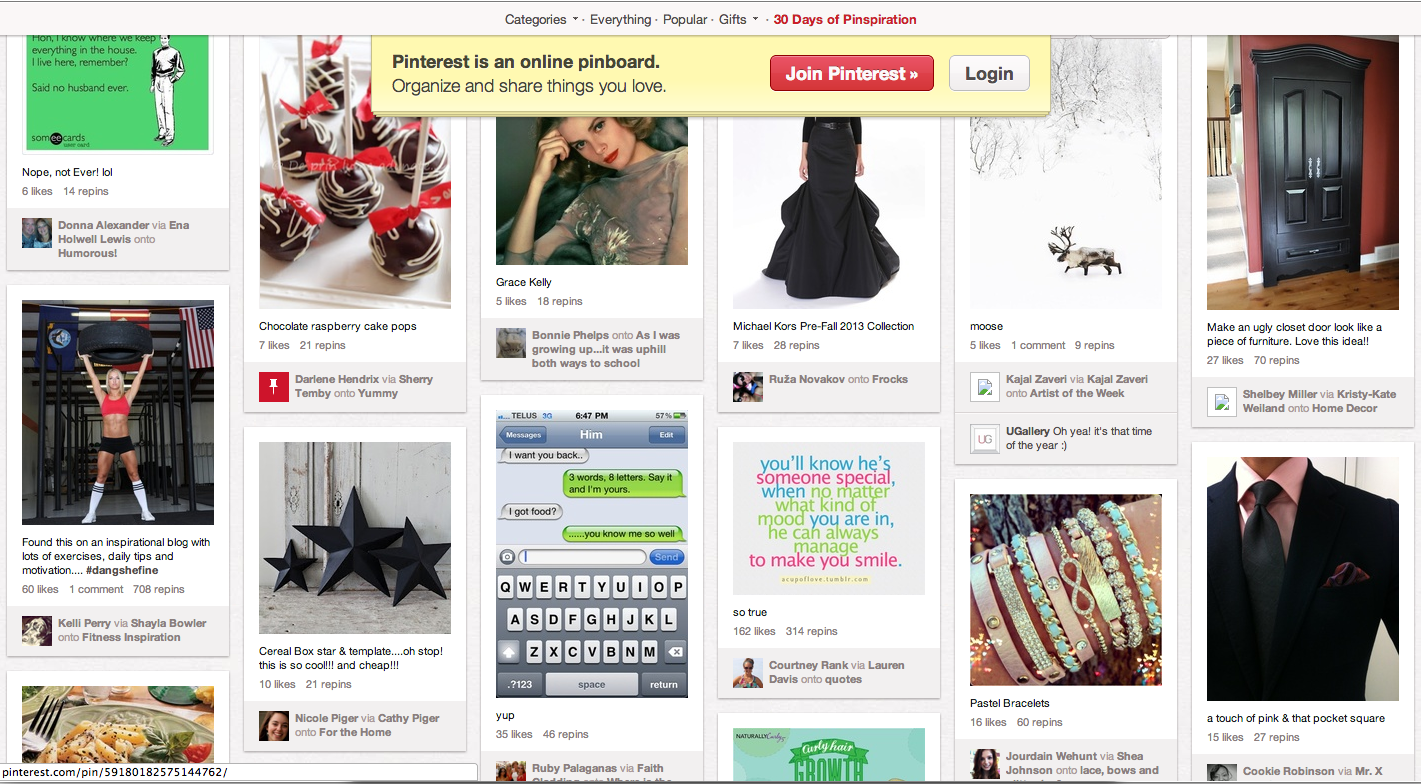 Categories · Everything · Popular · Gifts · 30 Days of Pinspiration
Pinterest is an online pinboard.
Organize and share things you love.
Join Pinterest »
Login
Hon, I know where we keep
everything in the house.
I live here, remember?
Said no husband ever.
someecards
user card
Nope, not Ever! lol
6 likes 14 repins
Donna Alexander via Ena
Holwell Lewis onto
Humorous!
Found this on an inspirational blog with
lots of exercises, daily tips and
motivation.... #dangshefine
60 likes 1 comment 708 repins
Kelli Perry via Shayla Bowler
onto Fitness Inspiration
Chocolate raspberry cake pops
7 likes 21 repins
Darlene Hendrix via Sherry
Temby onto Yummy
Cereal Box star & template....oh stop!
this is so cool!!! and cheap!!!
10 likes 21 repins
Nicole Piger via Cathy Piger
onto For the Home
Grace Kelly
5 likes 18 repins
Bonnie Phelps onto As I was
growing up...it was uphill
both ways to school
TELUS 3G 6:47 PM 57%
Messages Him Edit
I want you back..
3 words, 8 letters. Say it
and I'm yours.
I got food?
......you know me so well
Send
Q W E R T Y U I O P
A S D F G H J K L
Z X C V B N M
.?123 space return
yup
35 likes 46 repins
Ruby Palaganas via Faith
Michael Kors Pre-Fall 2013 Collection
7 likes 28 repins
Ruža Novakov onto Frocks
you'll know he's
someone special,
when no matter
what kind of
mood you are in,
he can always
manage
to make you smile.
acupoflove.tumblr.com
so true
162 likes 314 repins
Courtney Rank via Lauren
Davis onto quotes
NATURALLYCurly
Curly hair
GROWTH
moose
5 likes 1 comment 9 repins
Kajal Zaveri via Kajal Zaveri
onto Artist of the Week
UG
UGallery Oh yea! it's that time
of the year :)
Pastel Bracelets
16 likes 60 repins
Jourdain Wehunt via Shea
Johnson onto lace, bows and
Make an ugly closet door look like a
piece of furniture. Love this idea!!
27 likes 70 repins
Shelbey Miller via Kristy-Kate
Weiland onto Home Decor
a touch of pink & that pocket square
15 likes 27 repins
Cookie Robinson via Mr. X
pinterest.com/pin/59180182575144762/